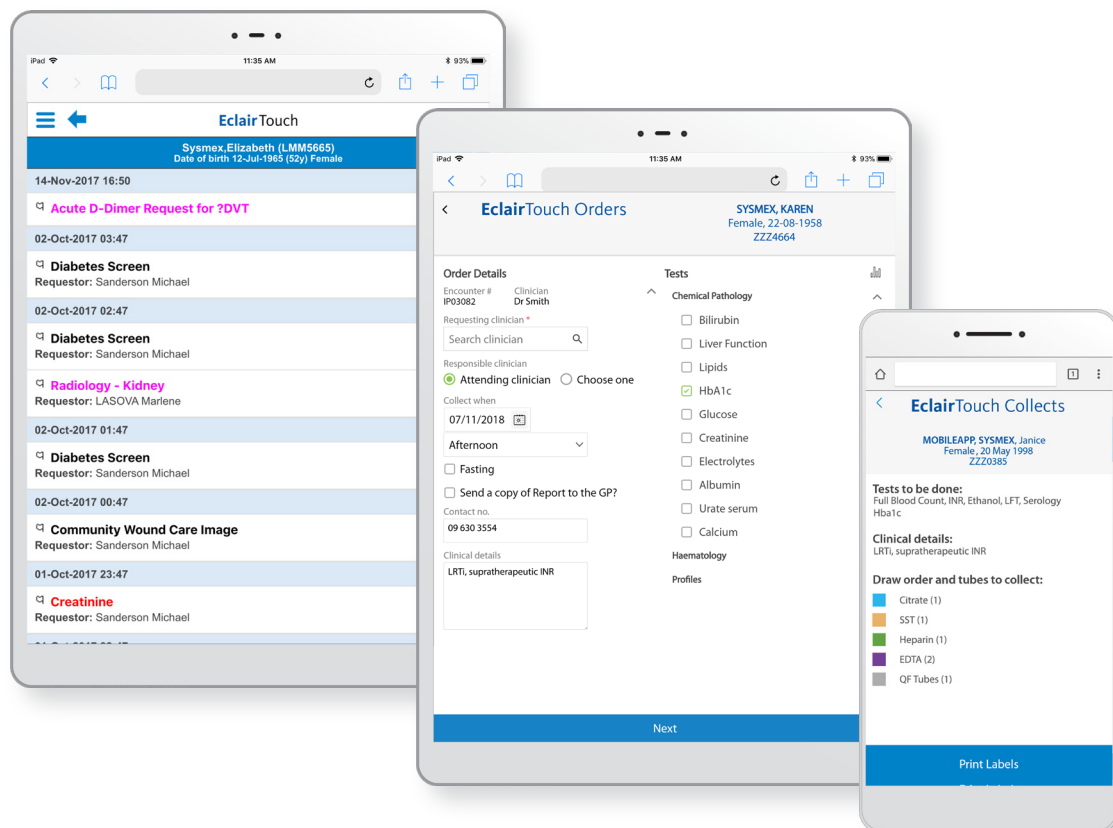 iPad
11:35 AM
93%
EclairTouch
Sysmex,Elizabeth (LMM5665)
Date of birth 12-Jul-1965 (52y) Female
14-Nov-2017 16:50
Acute D-Dimer Request for ?DVT
02-Oct-2017 03:47
Diabetes Screen
Requestor: Sanderson Michael
02-Oct-2017 02:47
Diabetes Screen
Requestor: Sanderson Michael
Radiology - Kidney
Requestor: LASOVA Marlene
02-Oct-2017 01:47
Diabetes Screen
Requestor: Sanderson Michael
02-Oct-2017 00:47
Community Wound Care Image
Requestor: Sanderson Michael
01-Oct-2017 23:47
Creatinine
Requestor: Sanderson Michael
iPad
11:35 AM
93%
EclairTouch Orders
SYSMEX, KAREN
Female, 22-08-1958
ZZZ4664
Order Details
Encounter # Clinician
IP03082 Dr Smith
Requesting clinician *
Search clinician
Responsible clinician
Attending clinician Choose one
Collect when
07/11/2018
Afternoon
Fasting
Send a copy of Report to the GP?
Contact no.
09 630 3554
Clinical details
LRTi, supratherapeutic INR
Tests
Chemical Pathology
Bilirubin
Liver Function
Lipids
HbA1c
Glucose
Creatinine
Electrolytes
Albumin
Urate serum
Calcium
Haematology
Profiles
Next
1
EclairTouch Collects
MOBILEAPP, SYSMEX, Janice
Female, 20 May 1998
ZZZ0385
Tests to be done:
Full Blood Count, INR, Ethanol, LFT, Serology
Hba1c
Clinical details:
LRTi, supratherapeutic INR
Draw order and tubes to collect:
Citrate (1)
SST (1)
Heparin (1)
EDTA (2)
QF Tubes (1)
Print Labels